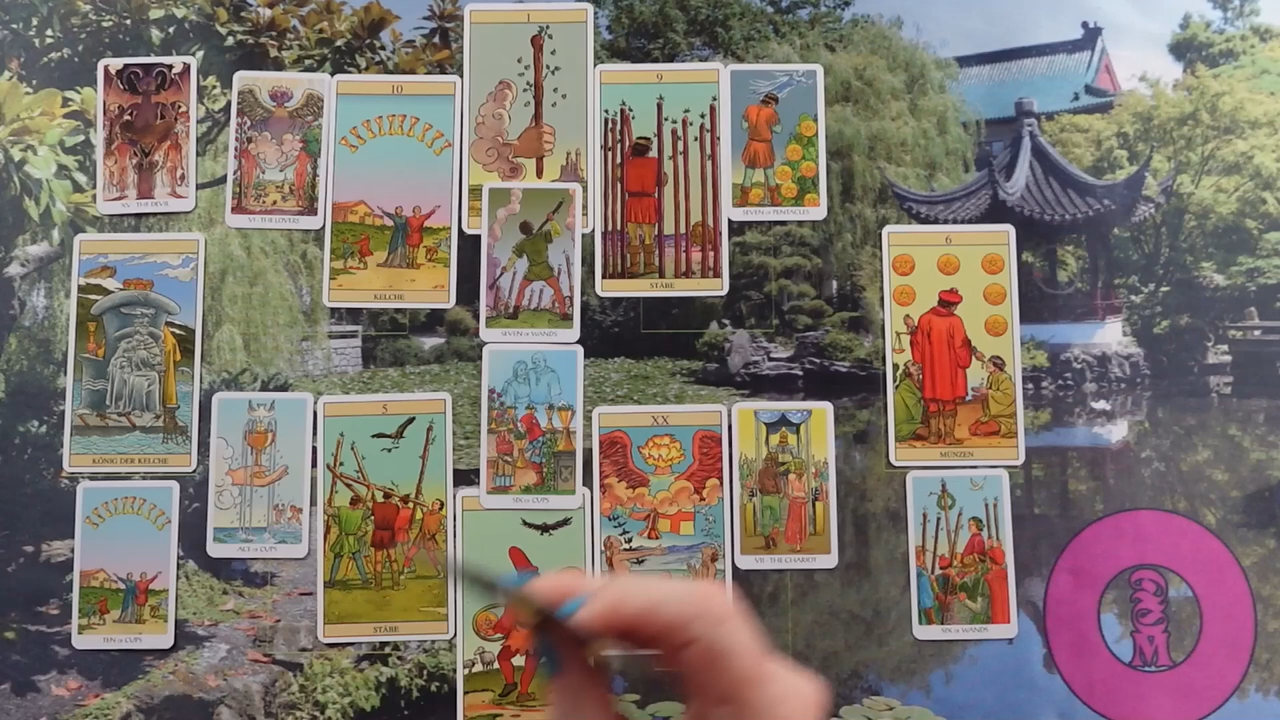 XV · THE DEVIL
VI · THE LOVERS
10
KELCHE
1
SEVEN OF WANDS
9
STÄBE
SEVEN OF PENTACLES
KÖNIG DER KELCHE
6
MÜNZEN
TEN OF CUPS
ACE OF CUPS
5
STÄBE
SIX OF CUPS
XX
VII · THE CHARIOT
SIX OF WANDS